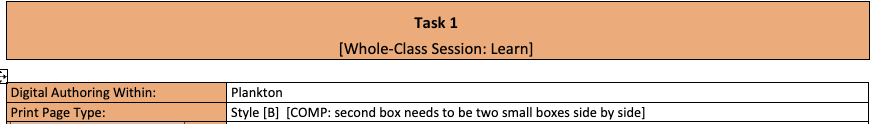 Task 1
[Whole-Class Session: Learn]
Digital Authoring Within: Plankton
Print Page Type: Style [B]  [COMP: second box needs to be two small boxes side by side]